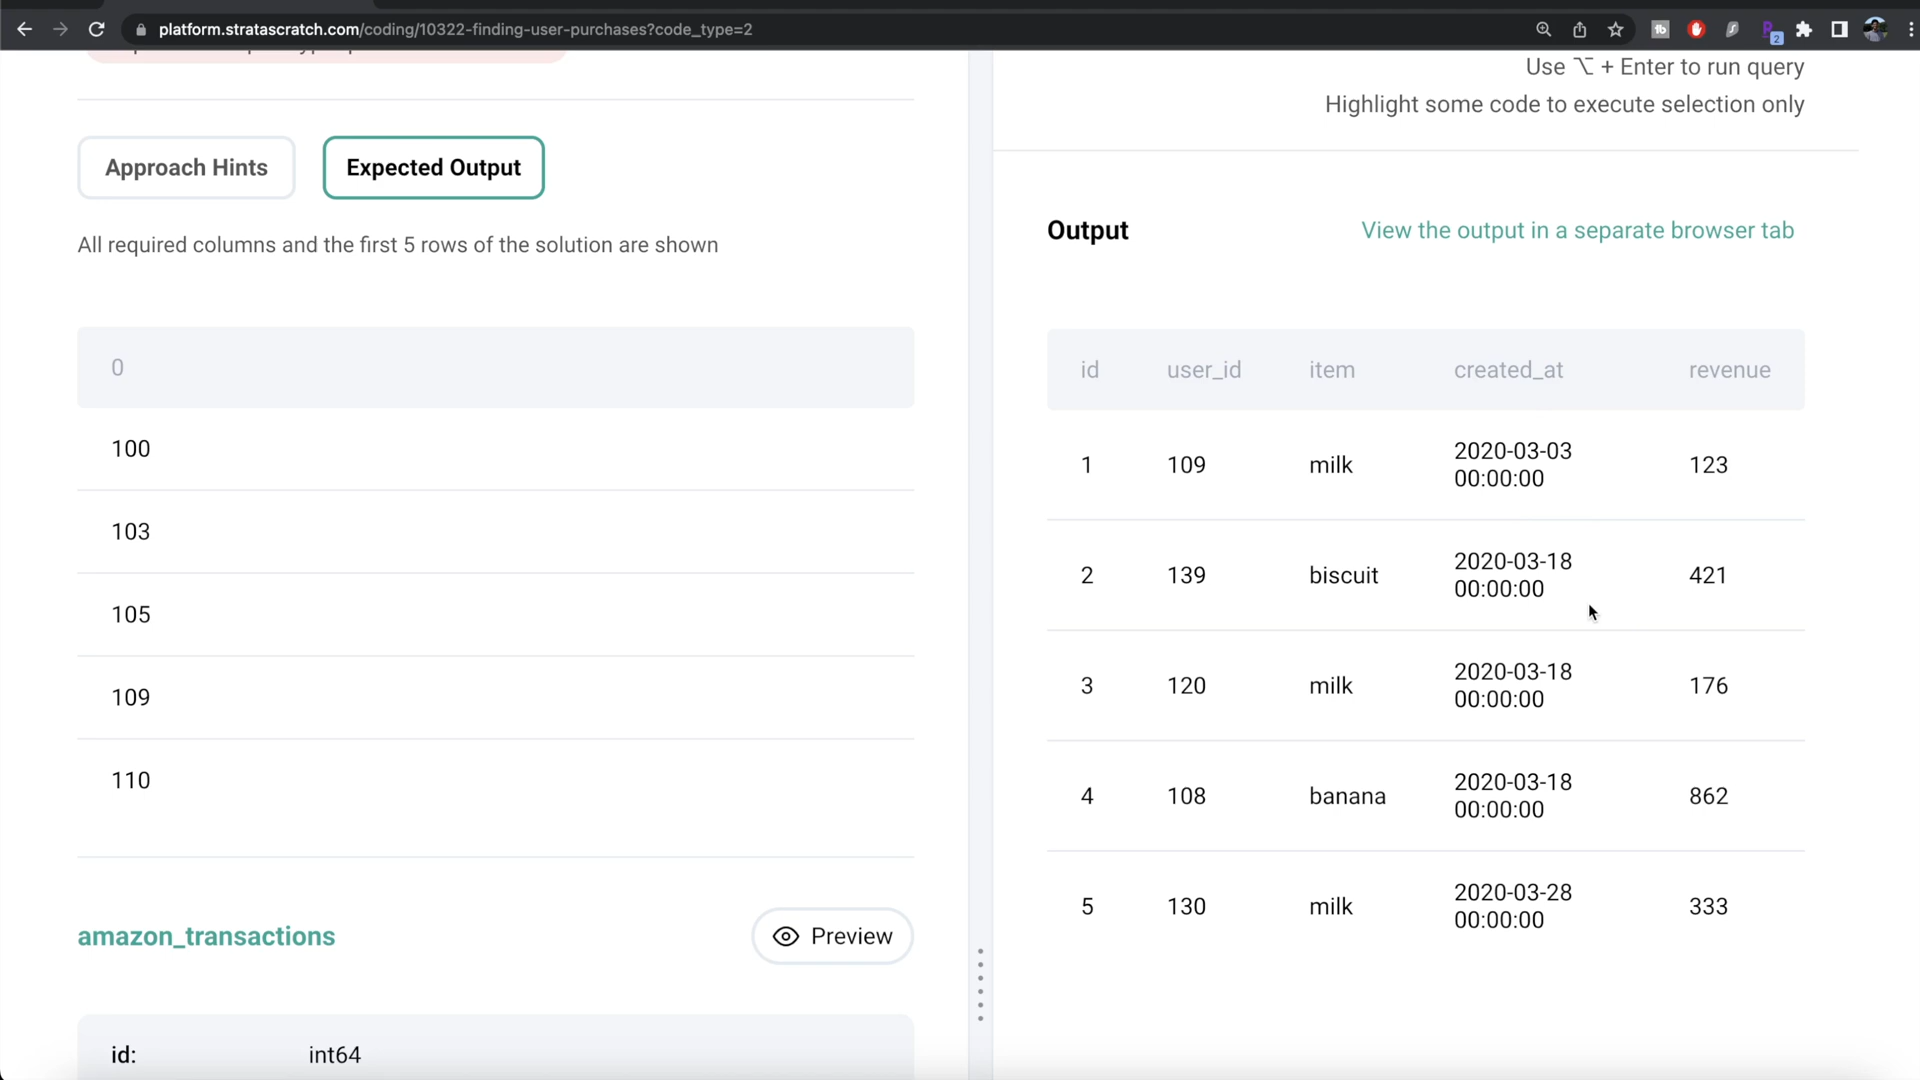 platform.stratascratch.com/coding/10322-finding-user-purchases?code_type=2
2
Approach Hints
Expected Output
All required columns and the first 5 rows of the solution are shown
0
100
103
105
109
110
amazon_transactions
Preview
id: int64
Use ⌥ + Enter to run query
Highlight some code to execute selection only
Output
View the output in a separate browser tab
id user_id item created_at revenue
1 109 milk 2020-03-03 00:00:00 123
2 139 biscuit 2020-03-18 00:00:00 421
3 120 milk 2020-03-18 00:00:00 176
4 108 banana 2020-03-18 00:00:00 862
5 130 milk 2020-03-28 00:00:00 333